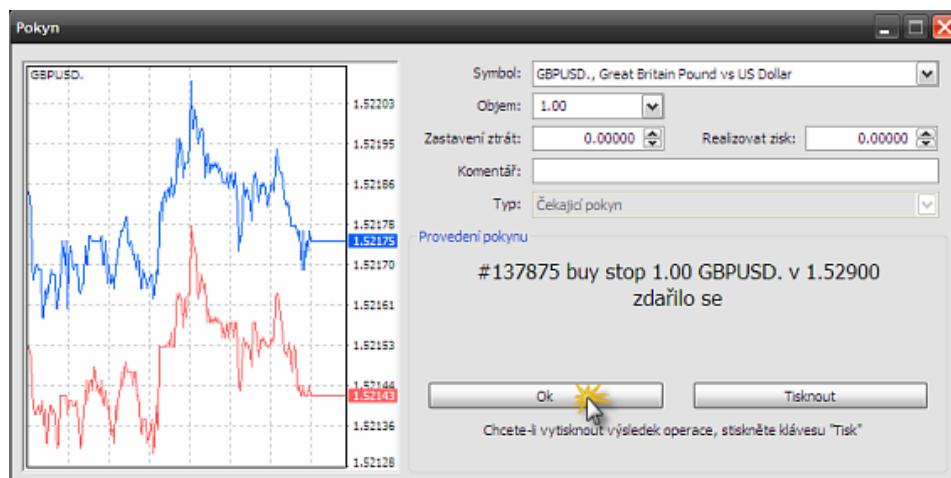 Pokyn
GBPUSD.
1.52203
1.52195
1.52186
1.52178
1.52175
1.52170
1.52161
1.52153
1.52144
1.52143
1.52136
1.52128
Symbol: GBPUSD., Great Britain Pound vs US Dollar
Objem: 1.00
Zastavení ztrát: 0.00000 Realizovat zisk: 0.00000
Komentář:
Typ: Čekající pokyn
Provedení pokynu
#137875 buy stop 1.00 GBPUSD. v 1.52900
zdařilo se
Ok Tisknout
Chcete-li vytisknout výsledek operace, stiskněte klávesu "Tisk"